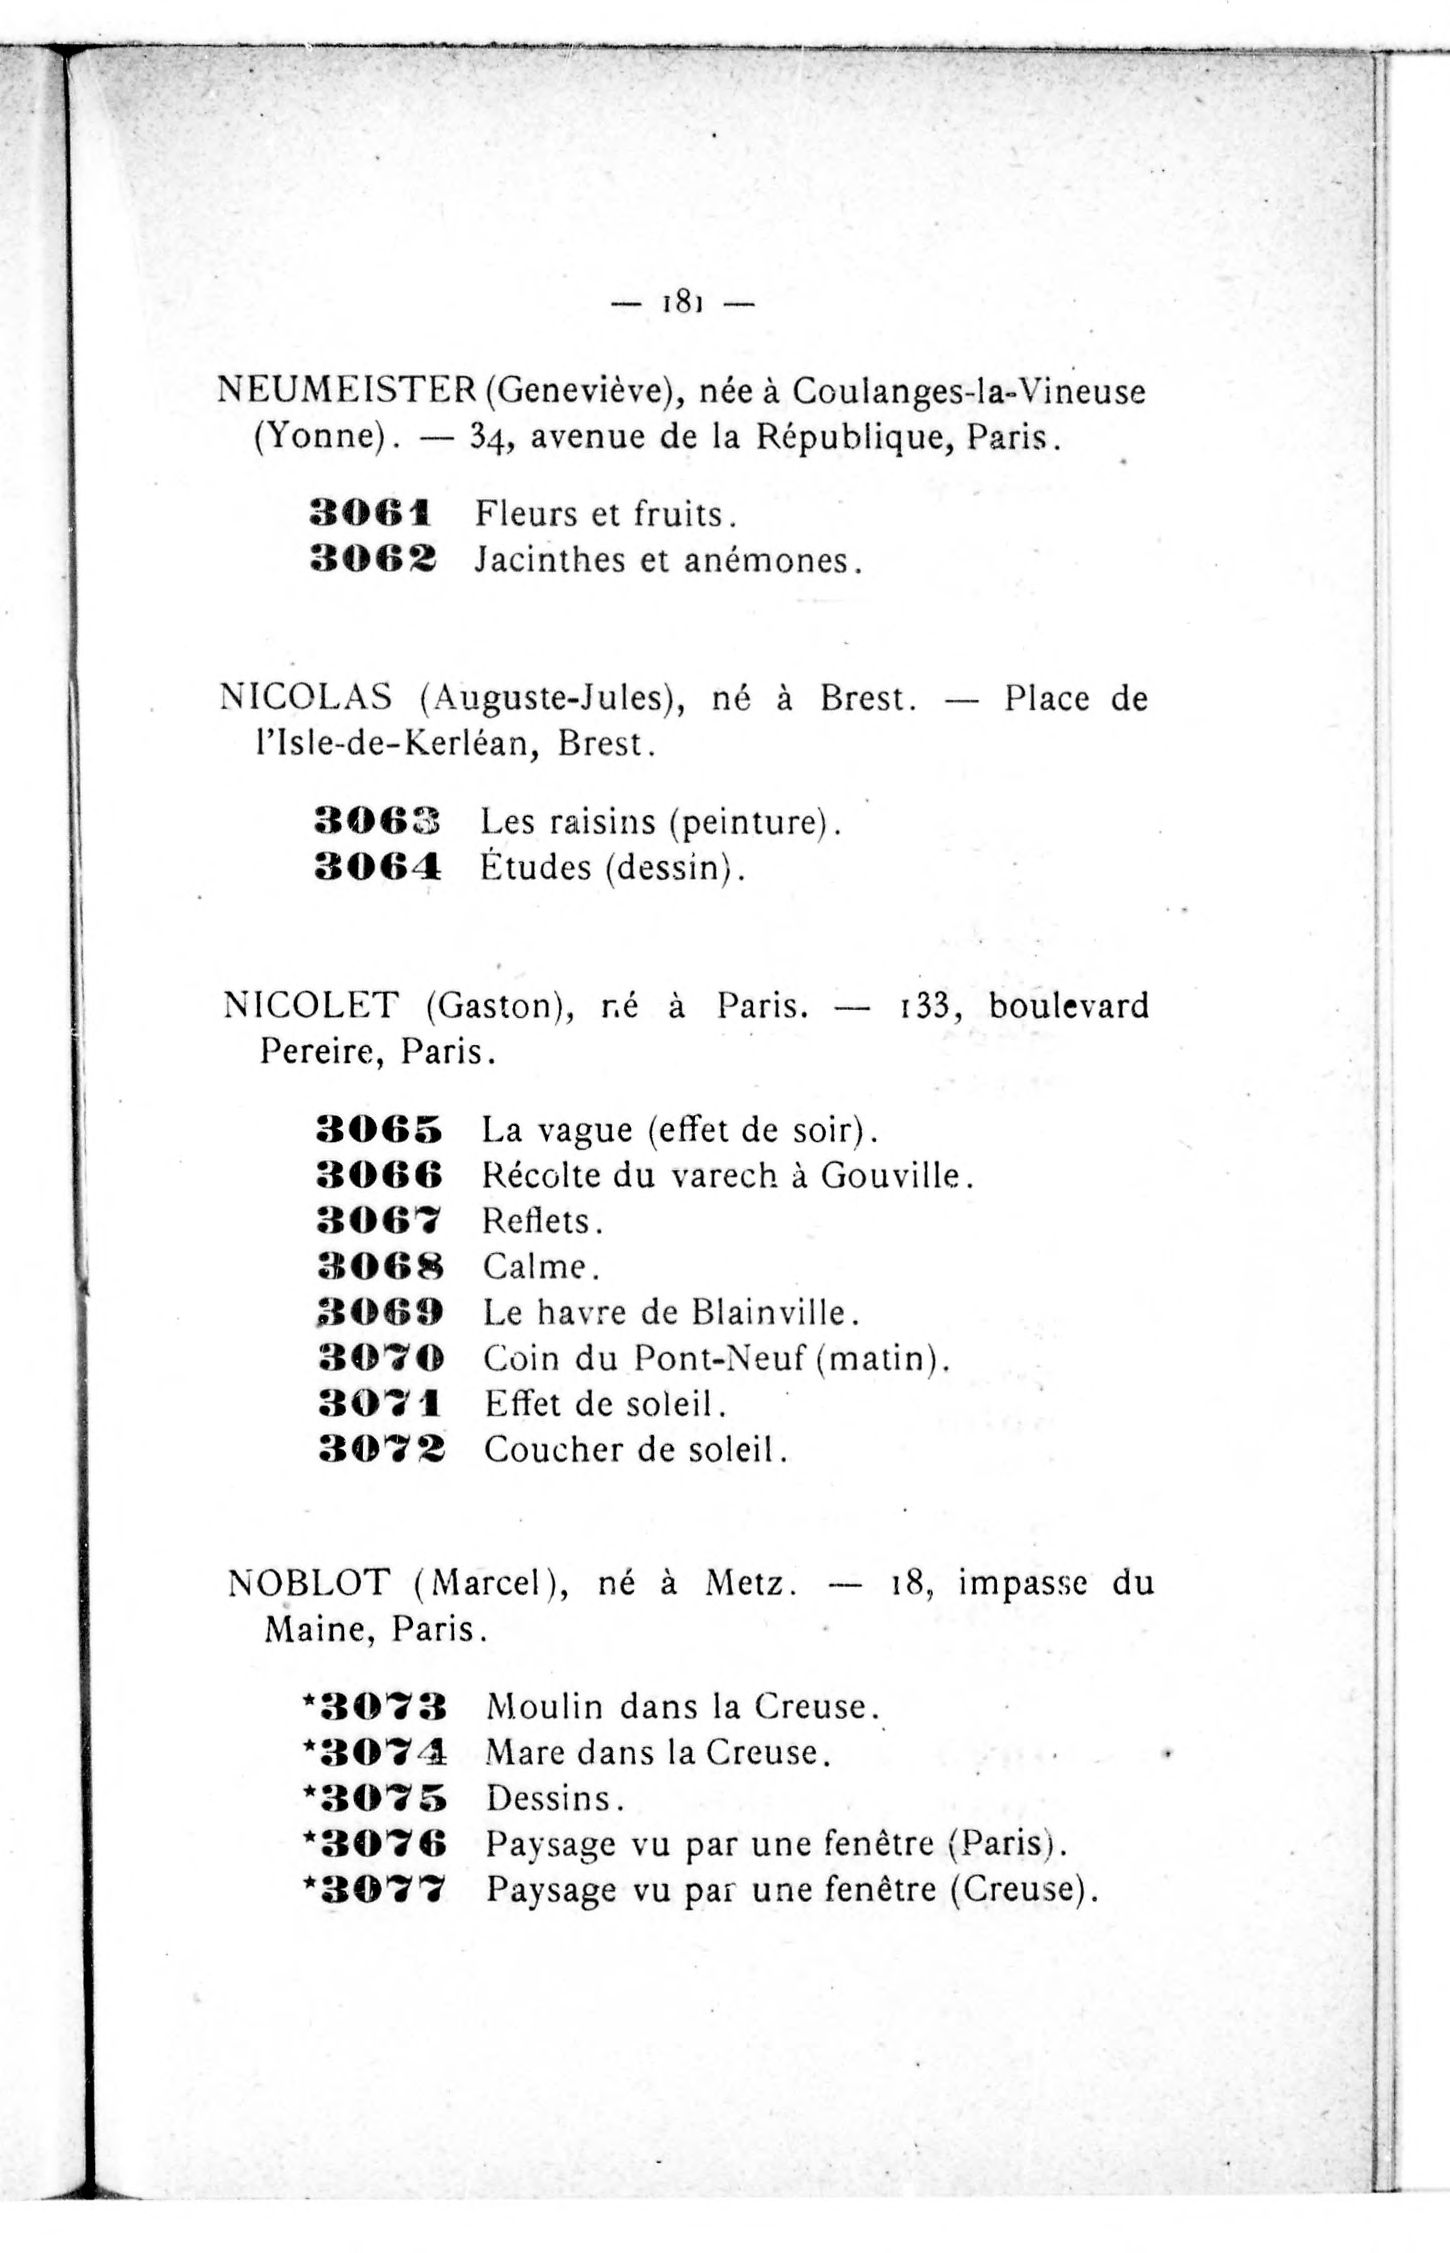 — 181 —
NEUMEISTER (Geneviève), née à Coulanges-la-Vineuse
(Yonne). — 34, avenue de la République, Paris.
3061 Fleurs et fruits.
3062 Jacinthes et anémones.
NICOLAS (Auguste-Jules), né à Brest. — Place de
l'Isle-de-Kerléan, Brest.
3063 Les raisins (peinture).
3064 Études (dessin).
NICOLET (Gaston), né à Paris. — 133, boulevard
Pereire, Paris.
3065 La vague (effet de soir).
3066 Récolte du varech à Gouville.
3067 Reflets.
3068 Calme.
3069 Le havre de Blainville.
3070 Coin du Pont-Neuf (matin).
3071 Effet de soleil.
3072 Coucher de soleil.
NOBLOT (Marcel), né à Metz. — 18, impasse du
Maine, Paris.
*3073 Moulin dans la Creuse.
*3074 Mare dans la Creuse.
*3075 Dessins.
*3076 Paysage vu par une fenêtre (Paris).
*3077 Paysage vu par une fenêtre (Creuse).